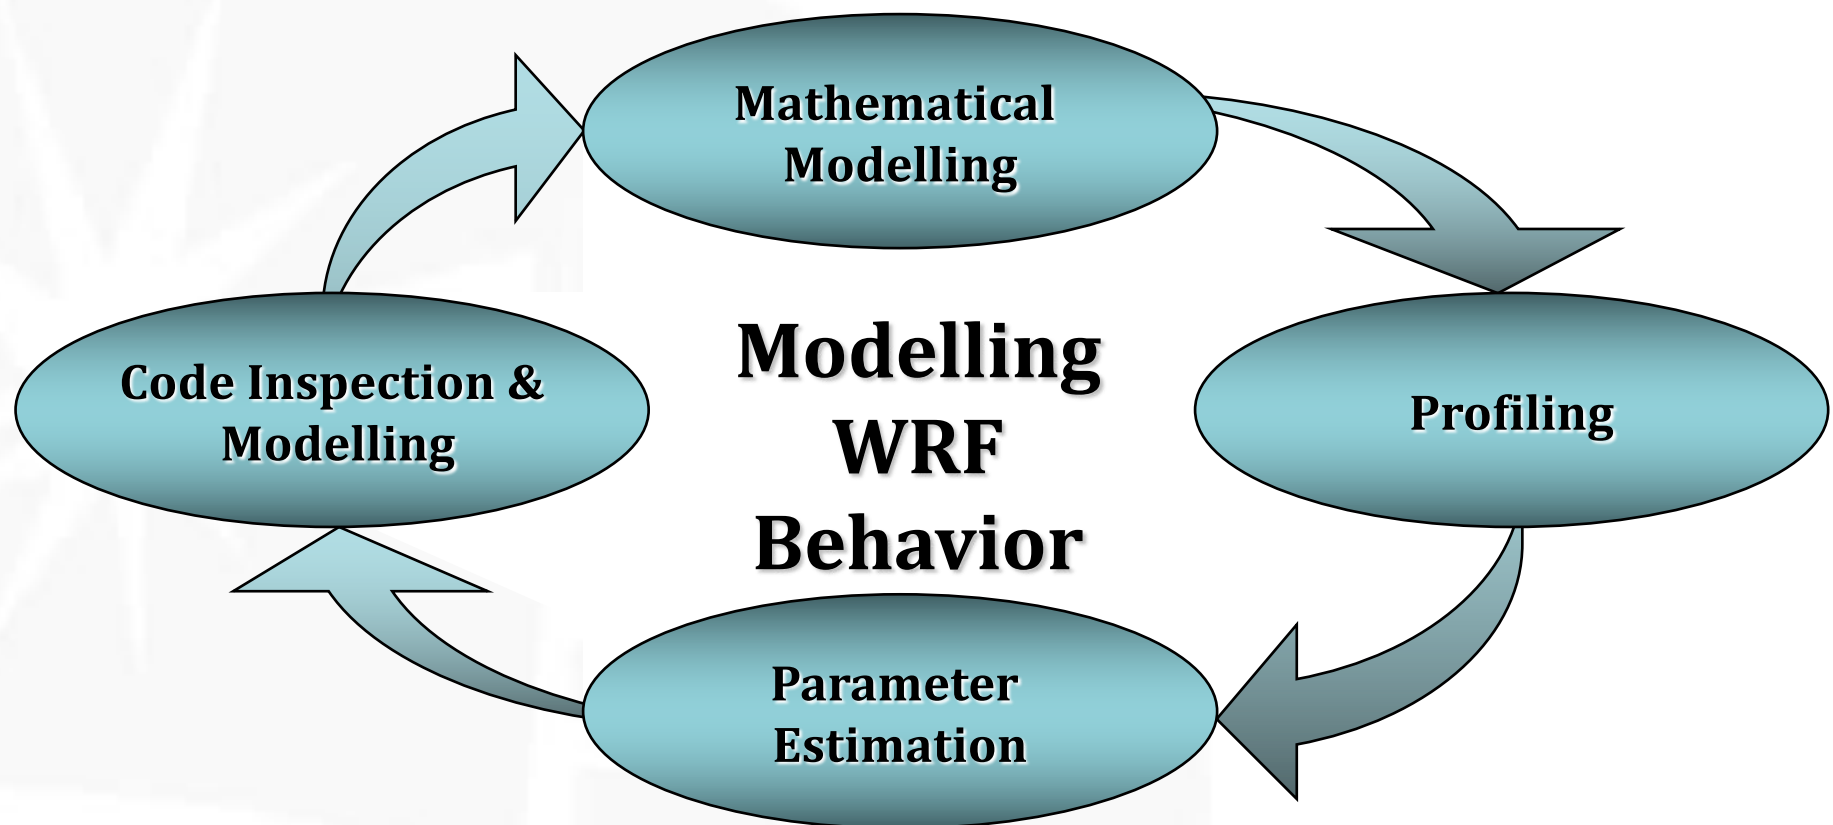 Mathematical
Modelling
Code Inspection &
Modelling
Modelling
WRF
Behavior
Profiling
Parameter
Estimation